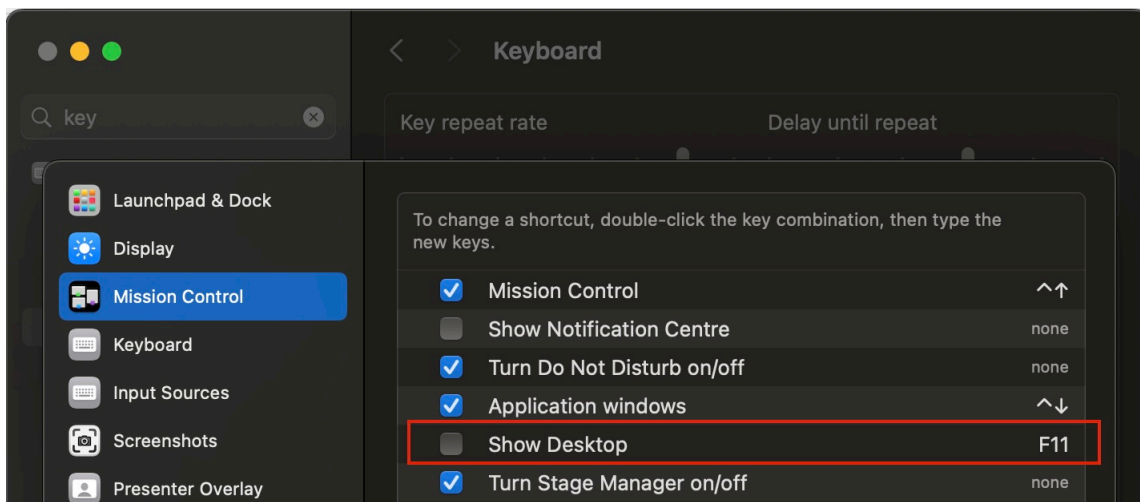 Keyboard
key
Key repeat rate
Delay until repeat
Launchpad & Dock
Display
Mission Control
Keyboard
Input Sources
Screenshots
Presenter Overlay
To change a shortcut, double-click the key combination, then type the
new keys.
Mission Control ^↑
Show Notification Centre none
Turn Do Not Disturb on/off none
Application windows ^↓
Show Desktop F11
Turn Stage Manager on/off none